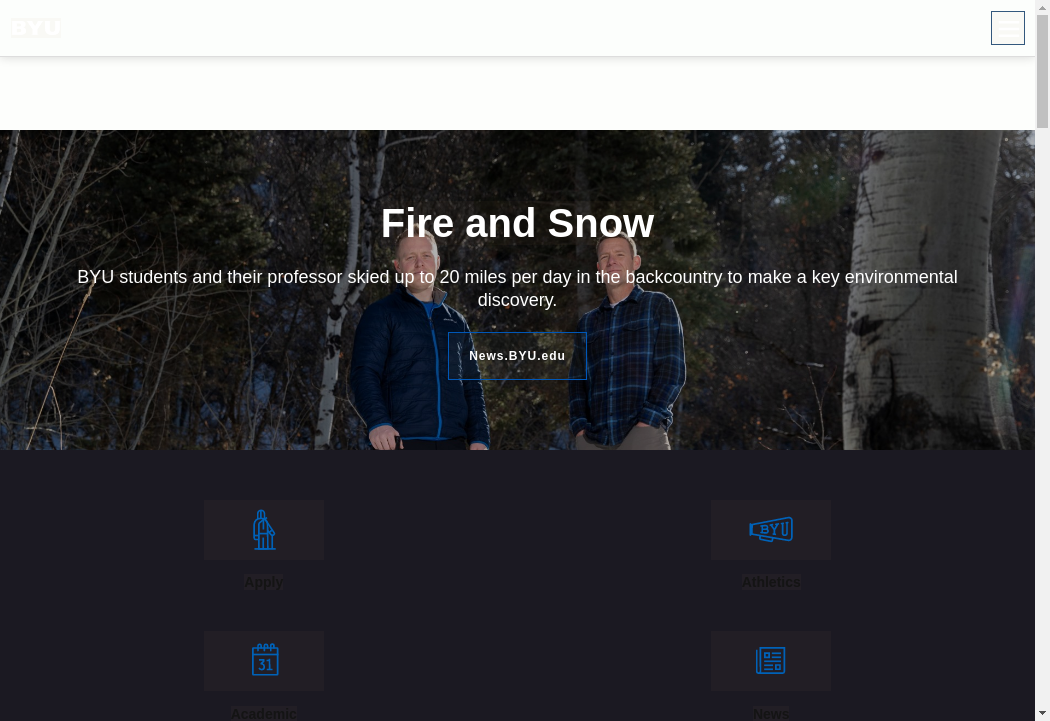 BYU
Fire and Snow
BYU students and their professor skied up to 20 miles per day in the backcountry to make a key environmental
discovery.
News.BYU.edu
BYU
Apply
Athletics
31
Academic
News